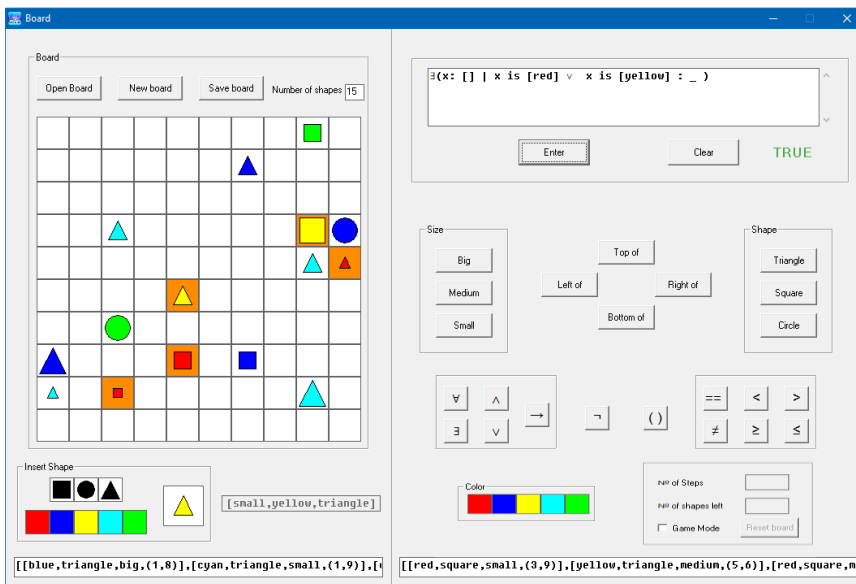 Board
Board
Open Board
New board
Save board
Number of shapes 15
Insert Shape
[small,yellow,triangle]
[[blue,triangle,big,(1,8)],[cyan,triangle,small,(1,9)],[
∃(x: [] | x is [red] ∨ x is [yellow] : _ )
Enter
Clear
TRUE
Size
Big
Medium
Small
Top of
Left of
Right of
Bottom of
Shape
Triangle
Square
Circle
∀ ∧
→
∃ ∨
¬
()
== < >
≠ ≥ ≤
Color
Nº of Steps
Nº of shapes left
Game Mode
Reset board
[[red,square,small,(3,9)],[yellow,triangle,medium,(5,6)],[red,square,m